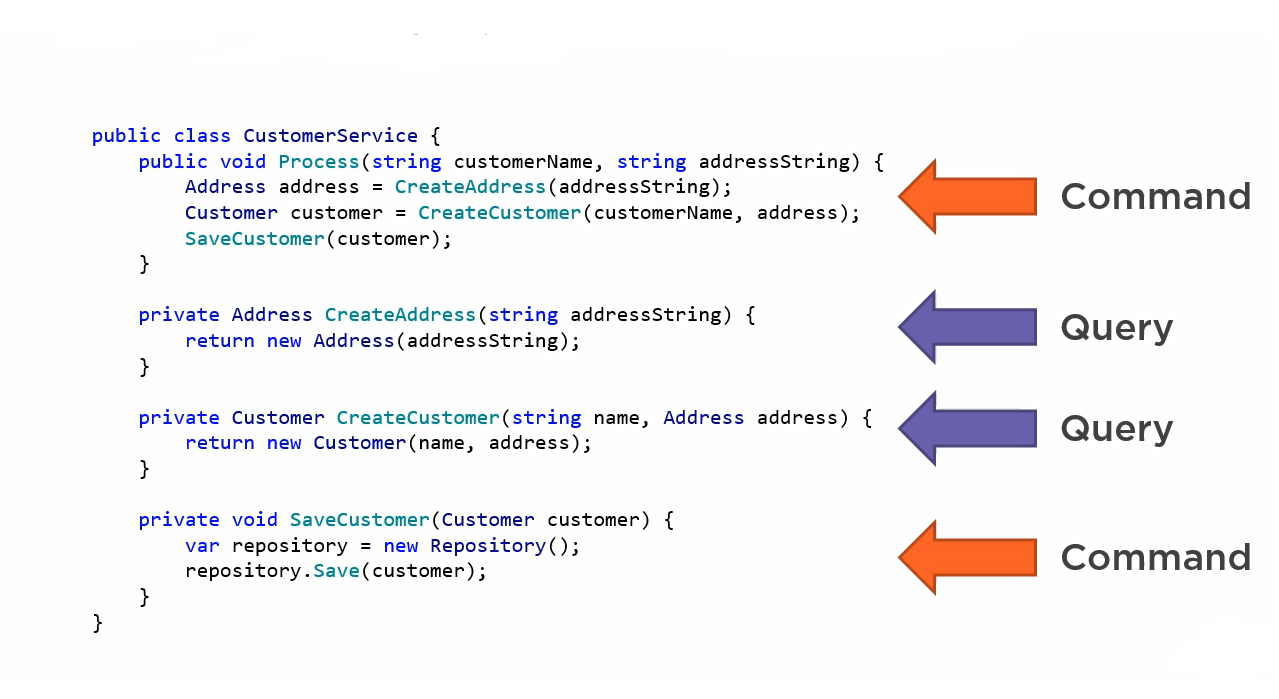 public class CustomerService {
public void Process(string customerName, string addressString) {
Address address = CreateAddress(addressString);
Customer customer = CreateCustomer(customerName, address);
SaveCustomer(customer);
}
Command
private Address CreateAddress(string addressString) {
return new Address(addressString);
}
Query
private Customer CreateCustomer(string name, Address address) {
return new Customer(name, address);
}
Query
private void SaveCustomer(Customer customer) {
var repository = new Repository();
repository.Save(customer);
}
Command
}